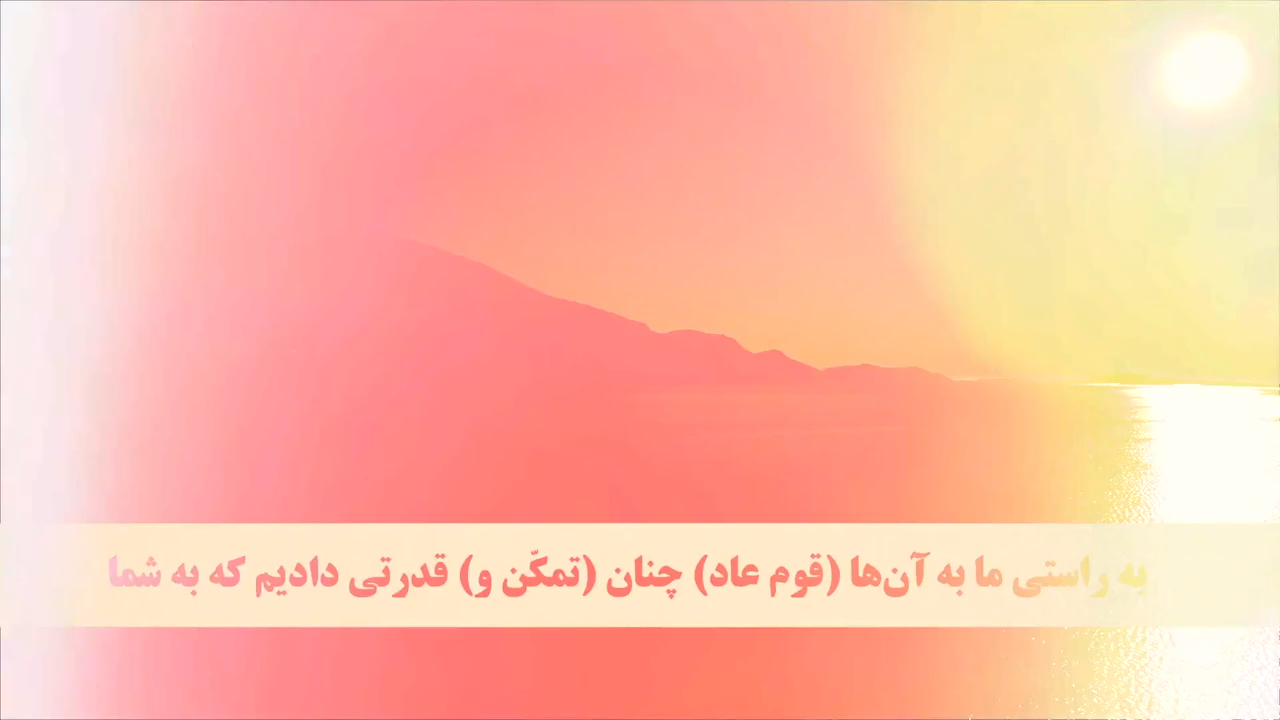 به راستی ما به آن‌ها (قوم عاد) چنان (تمکّن و) قدرتی دادیم که به شما